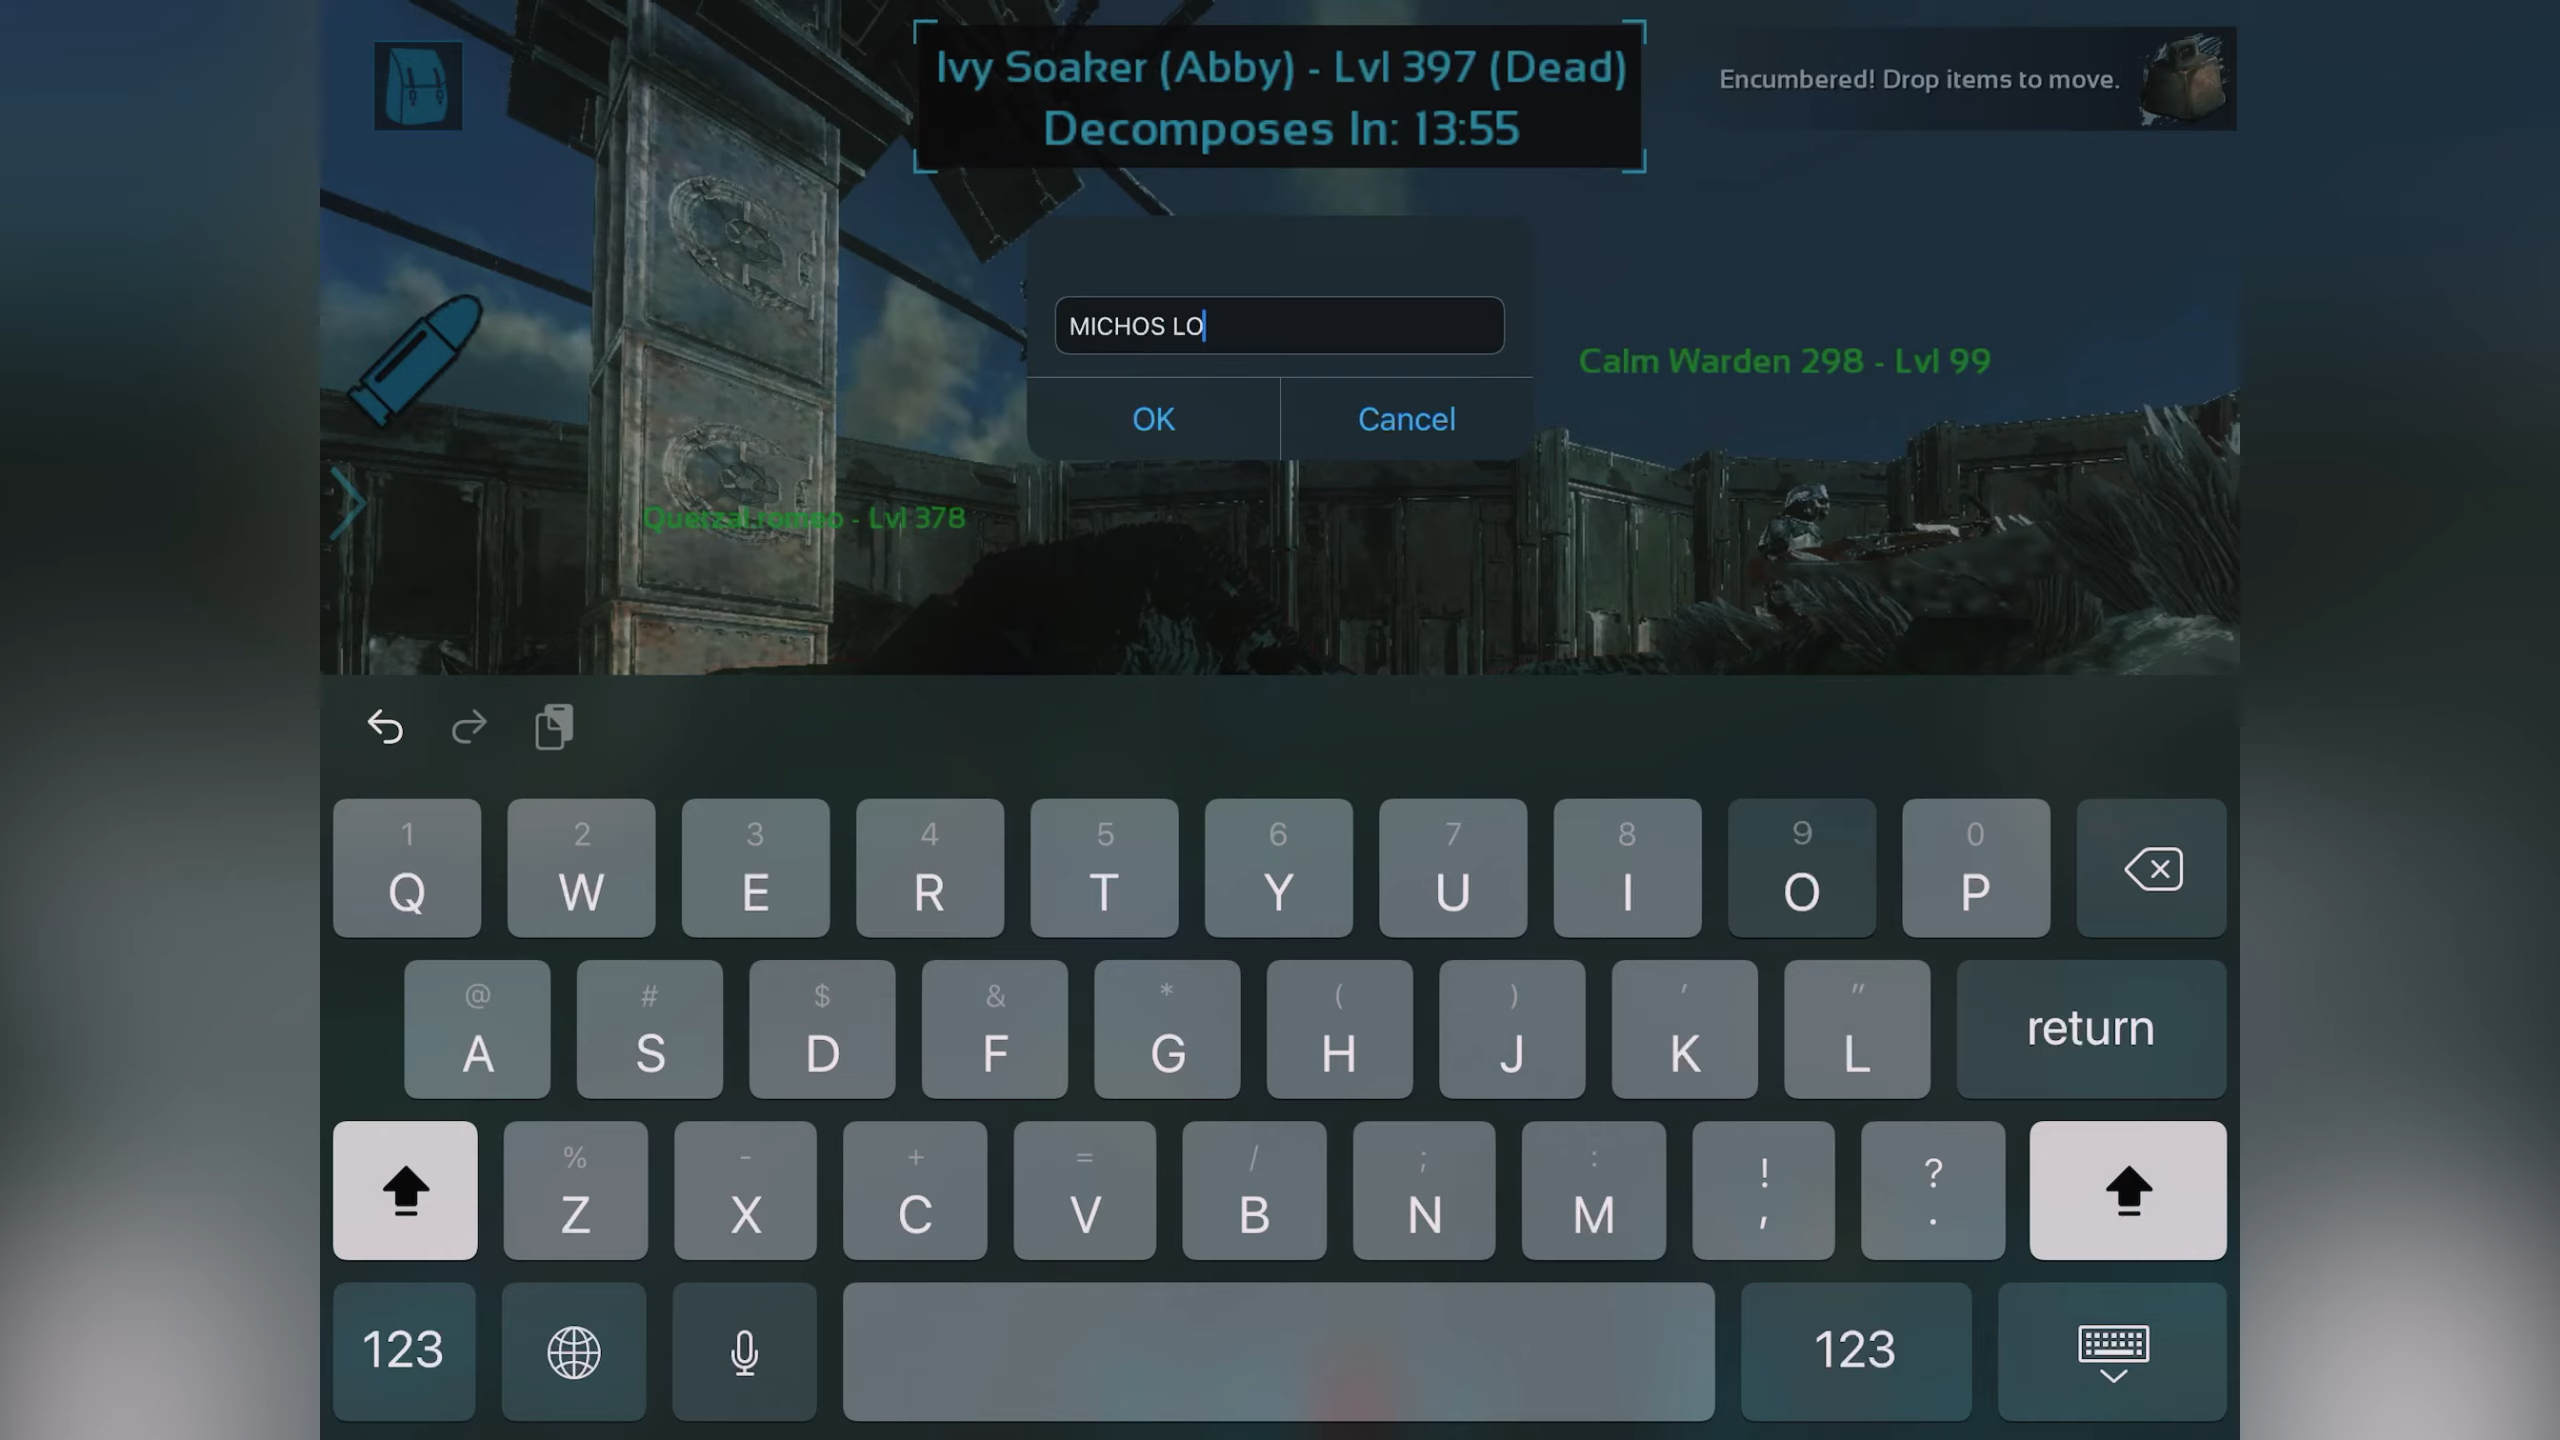 Ivy Soaker (Abby) - Lvl 397 (Dead)
Decomposes In: 13:55
Encumbered! Drop items to move.
MICHOS LO
OK
Cancel
Calm Warden 298 - Lvl 99
Querzal.romeo - Lvl 378
1 2 3 4 5 6 7 8 9 0
Q W E R T Y U I O P
@ # $ & * ( ) ' "
A S D F G H J K L return
% - + = / ; : ! ?
Z X C V B N M , .
123 123